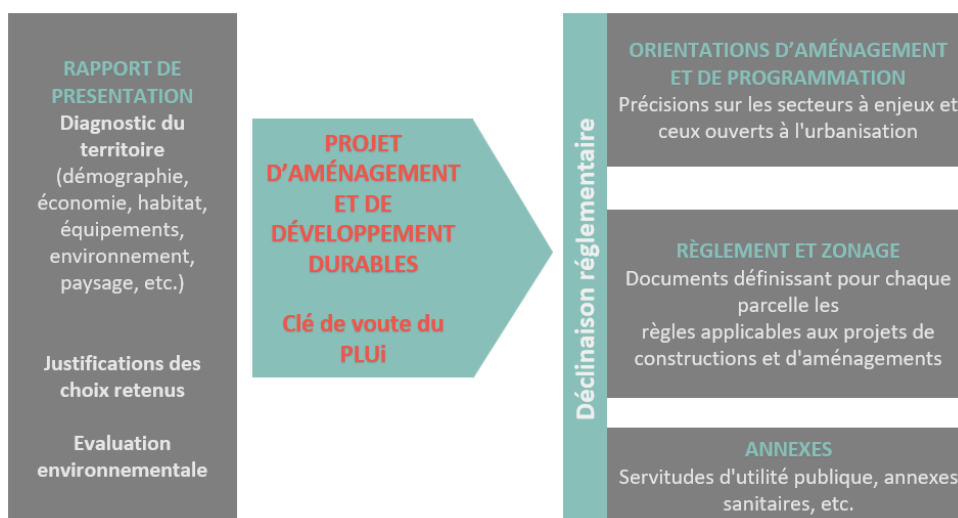 RAPPORT DE
PRESENTATION
Diagnostic du
territoire
(démographie,
économie, habitat,
équipements,
environnement,
paysage, etc.)
Justifications des
choix retenus
Evaluation
environnementale
PROJET
D’AMÉNAGEMENT
ET DE
DÉVELOPPEMENT
DURABLES
Clé de voute du
PLUi
Déclinaison réglementaire
ORIENTATIONS D’AMÉNAGEMENT
ET DE PROGRAMMATION
Précisions sur les secteurs à enjeux et
ceux ouverts à l'urbanisation
RÈGLEMENT ET ZONAGE
Documents définissant pour chaque
parcelle les
règles applicables aux projets de
constructions et d'aménagements
ANNEXES
Servitudes d'utilité publique, annexes
sanitaires, etc.